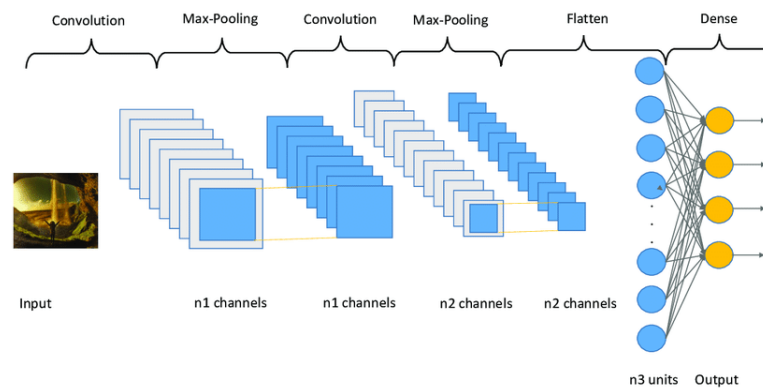 Convolution Max-Pooling Convolution Max-Pooling Flatten Dense
Input n1 channels n1 channels n2 channels n2 channels
n3 units Output